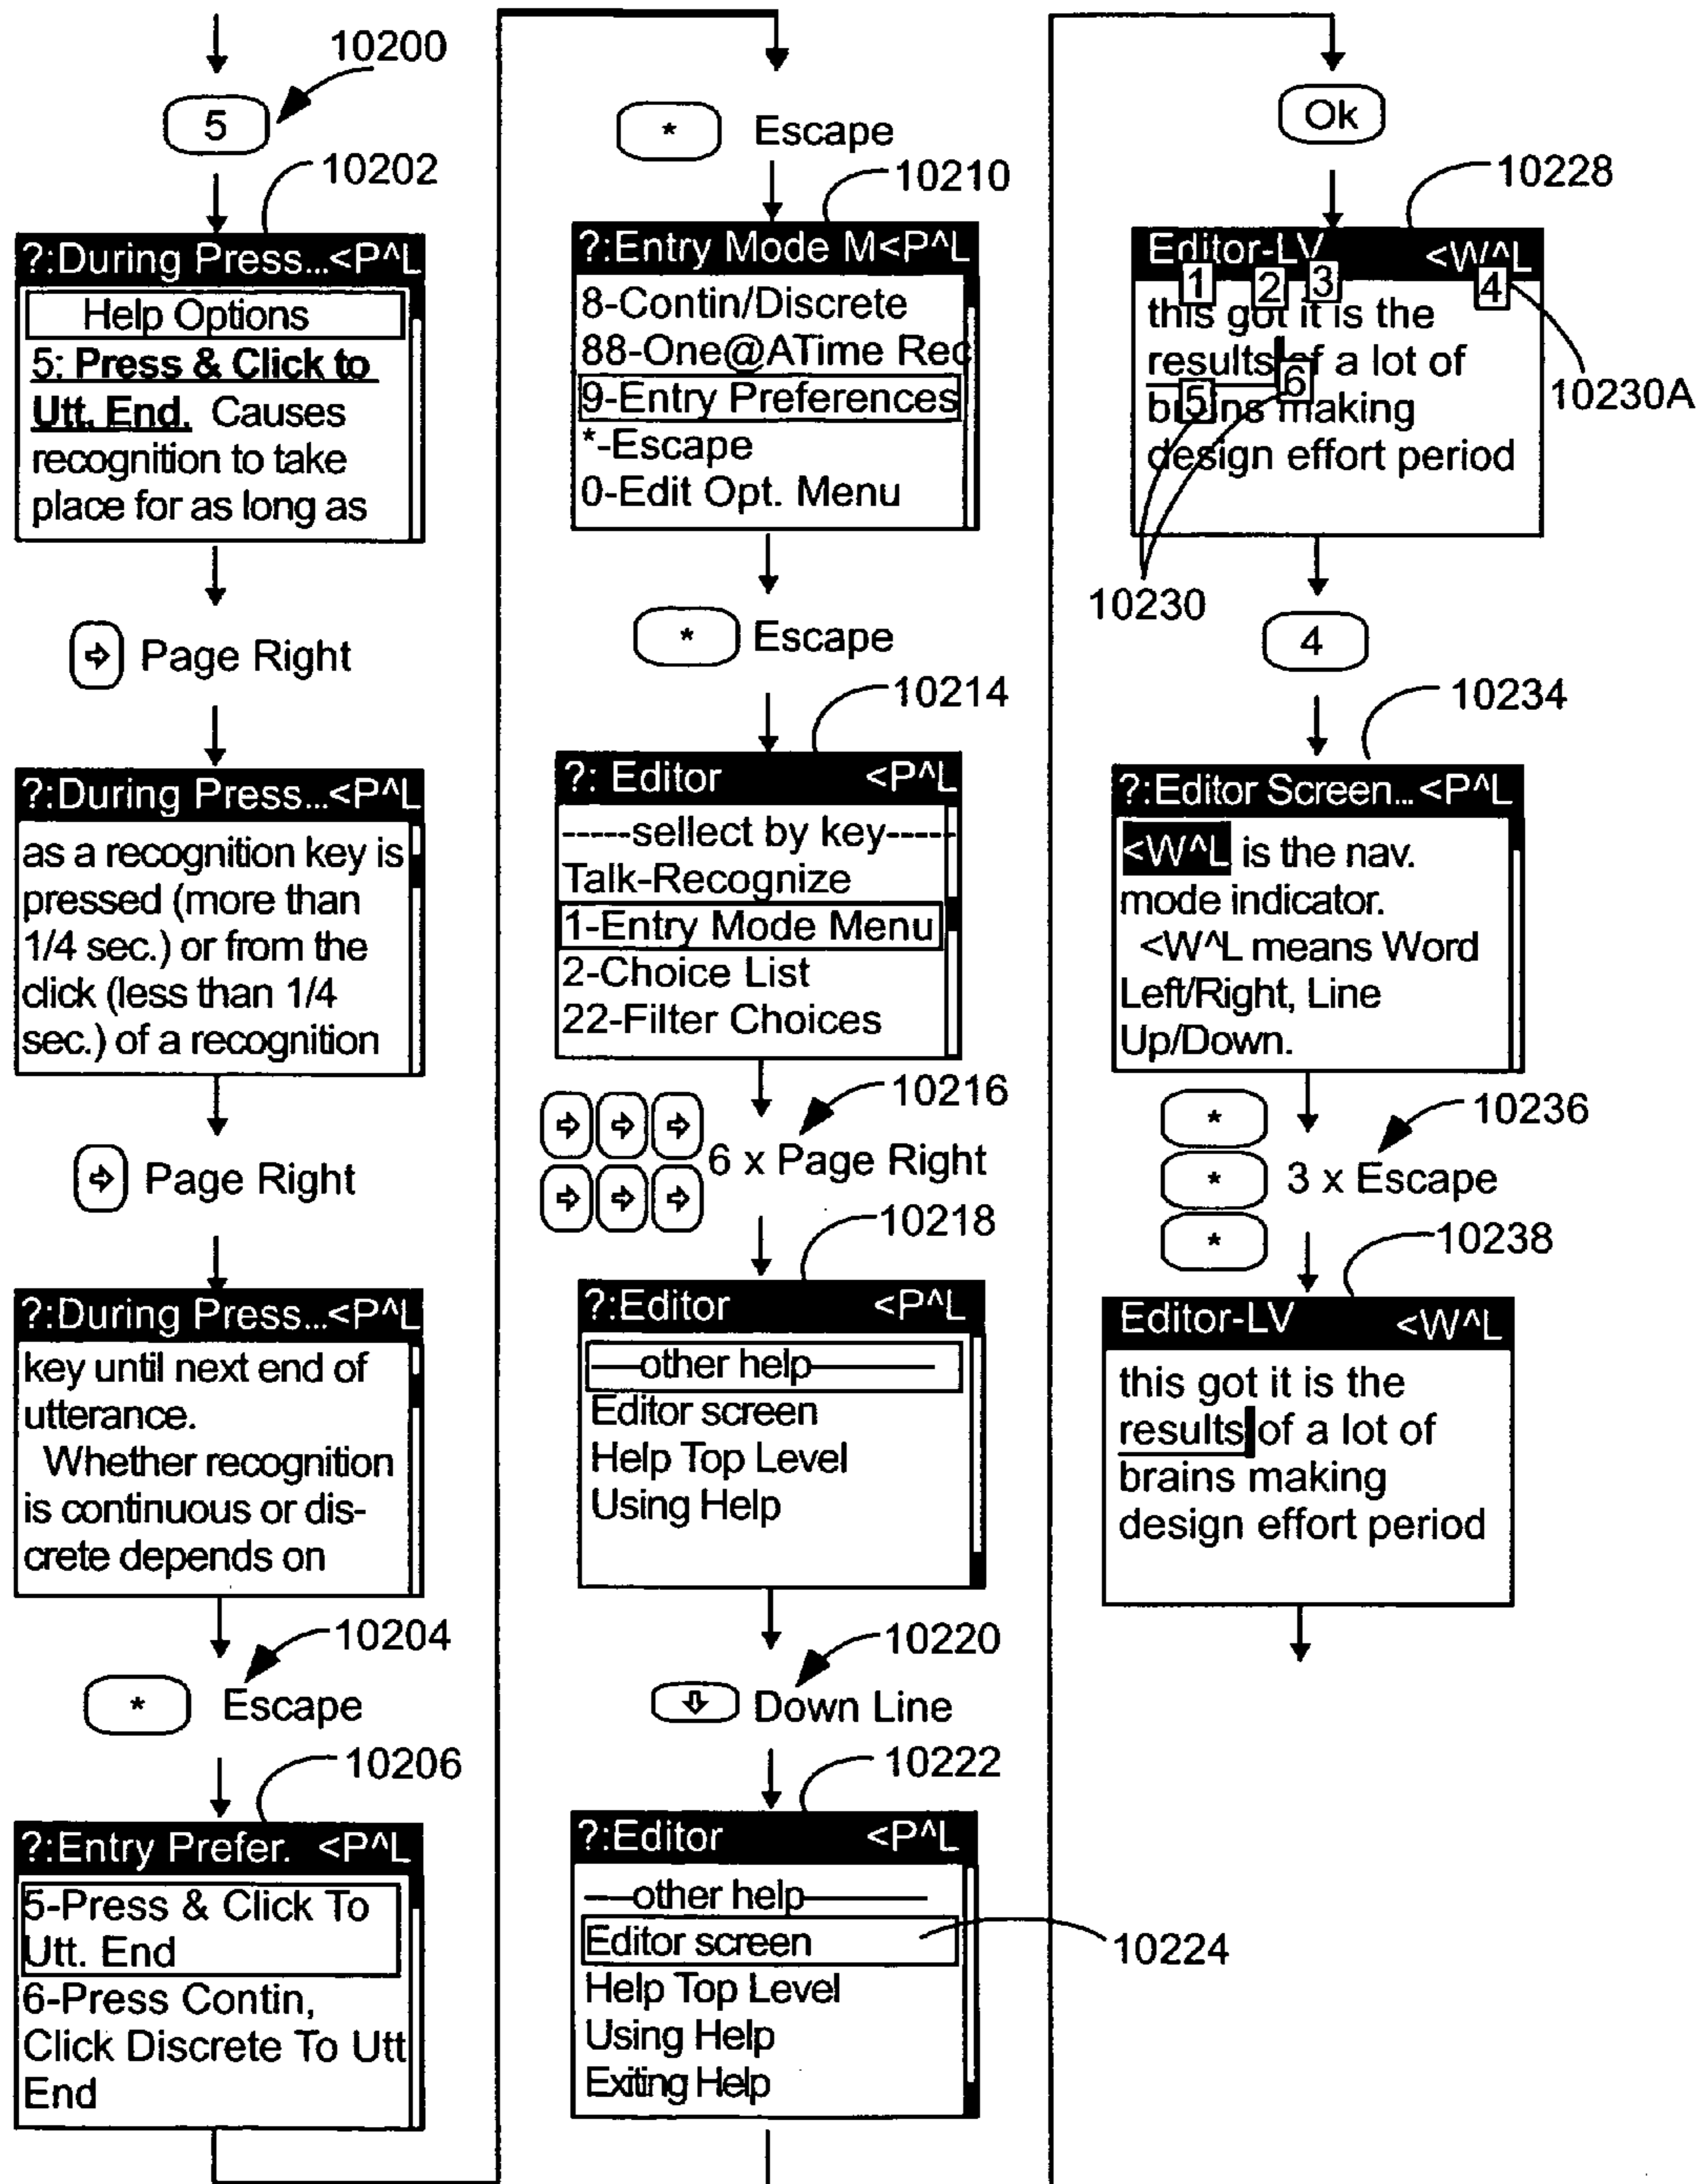 10200
5
10202
?:During Press...<P^L
Help Options
5: Press & Click to
Utt. End. Causes
recognition to take
place for as long as
⇨ Page Right
?:During Press...<P^L
as a recognition key is
pressed (more than
1/4 sec.) or from the
click (less than 1/4
sec.) of a recognition
⇨ Page Right
?:During Press...<P^L
key until next end of
utterance.
Whether recognition
is continuous or dis-
crete depends on
10204
* Escape
10206
?:Entry Prefer. <P^L
5-Press & Click To
Utt. End
6-Press Contin,
Click Discrete To Utt
End
* Escape
10210
?:Entry Mode M<P^L
8-Contin/Discrete
88-One@ATime Rec
9-Entry Preferences
*-Escape
0-Edit Opt. Menu
* Escape
10214
?: Editor <P^L
-----sellect by key-----
Talk-Recognize
1-Entry Mode Menu
2-Choice List
22-Filter Choices
10216
⇨ ⇨ ⇨
6 x Page Right
⇨ ⇨ ⇨
10218
?:Editor <P^L
—other help———
Editor screen
Help Top Level
Using Help
10220
⇩ Down Line
10222
?:Editor <P^L
—other help———
Editor screen
10224
Help Top Level
Using Help
Exiting Help
Ok
10228
Editor-LV <W^L
1 2 3 4
this got it is the
10230A
results of a lot of
5 6
brains making
design effort period
10230
4
10234
?:Editor Screen... <P^L
<W^L is the nav.
mode indicator.
<W^L means Word
Left/Right, Line
Up/Down.
10236
*
* 3 x Escape
*
10238
Editor-LV <W^L
this got it is the
results of a lot of
brains making
design effort period